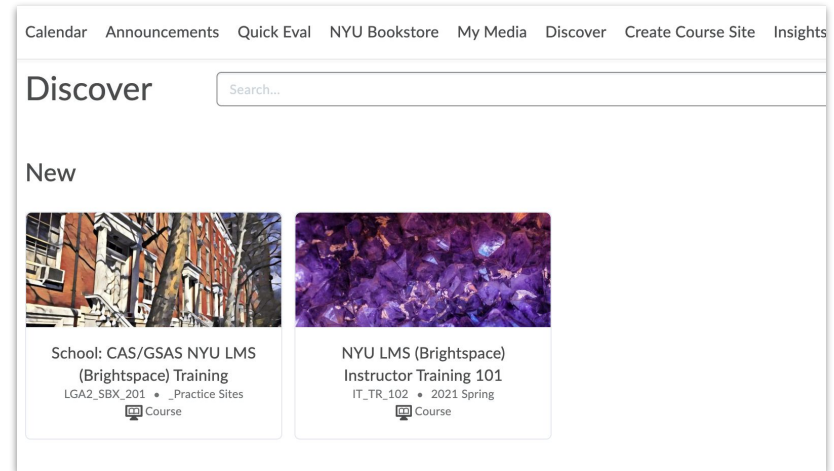 Calendar Announcements Quick Eval NYU Bookstore My Media Discover Create Course Site Insights
Discover
Search...
New
School: CAS/GSAS NYU LMS
(Brightspace) Training
LGA2_SBX_201 • _Practice Sites
Course
NYU LMS (Brightspace)
Instructor Training 101
IT_TR_102 • 2021 Spring
Course